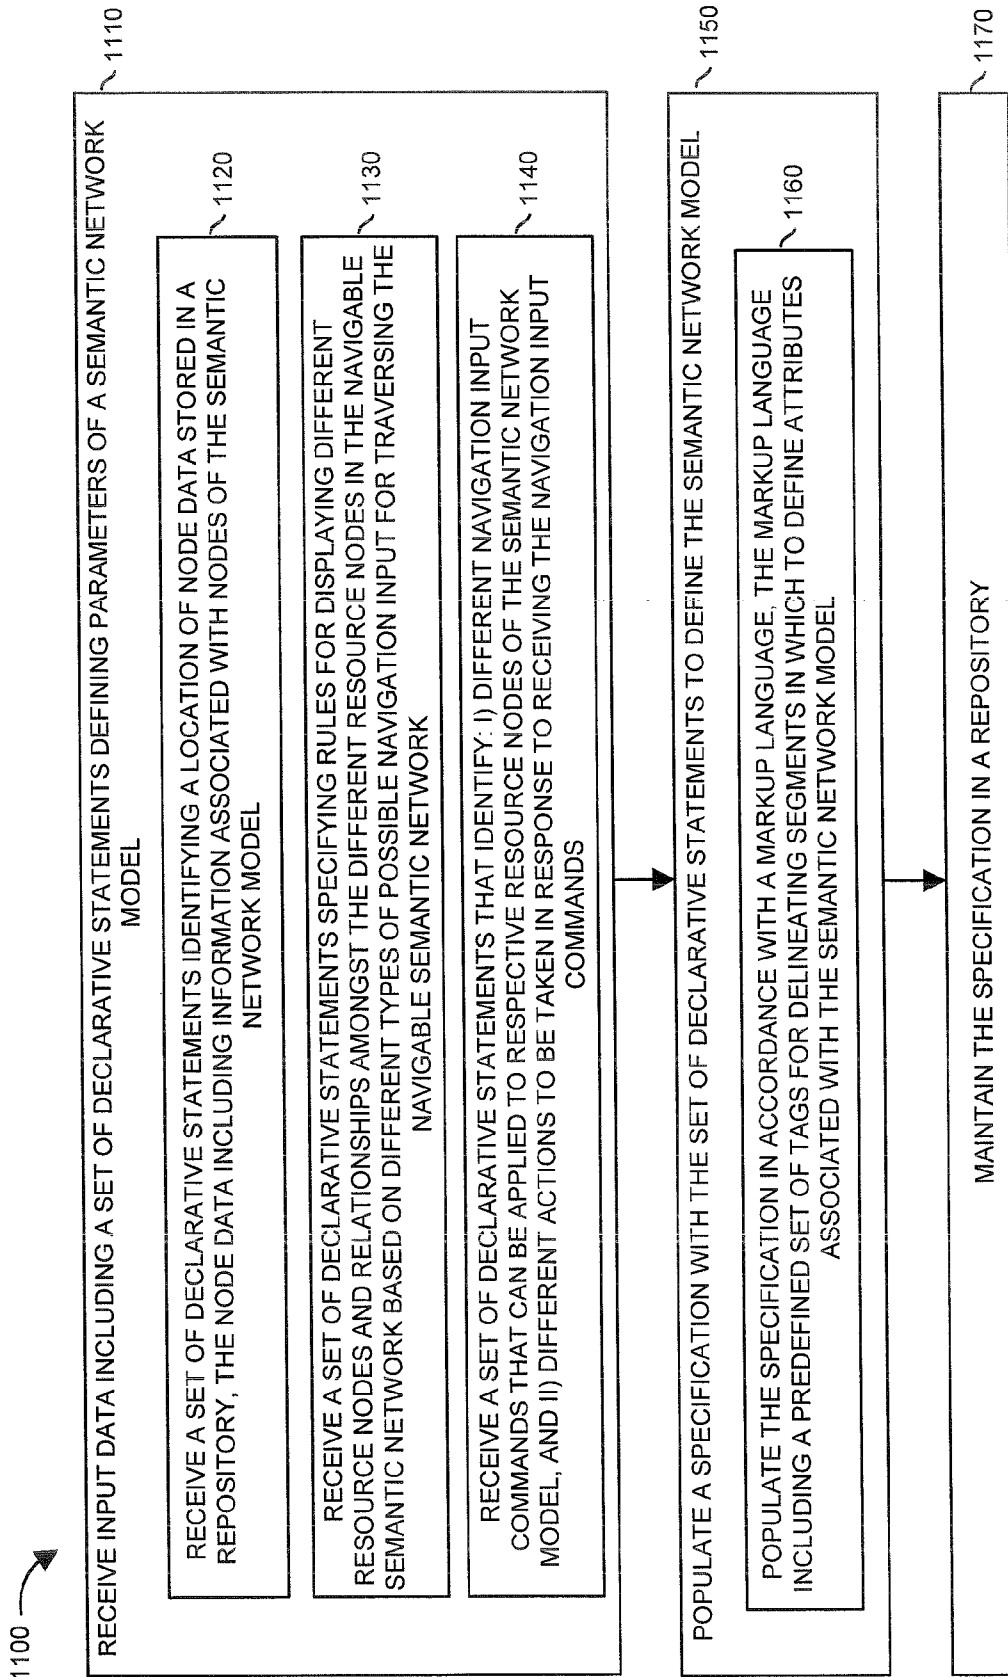 1100
RECEIVE INPUT DATA INCLUDING A SET OF DECLARATIVE STATEMENTS DEFINING PARAMETERS OF A SEMANTIC NETWORK
MODEL
1110
RECEIVE A SET OF DECLARATIVE STATEMENTS IDENTIFYING A LOCATION OF NODE DATA STORED IN A
REPOSITORY, THE NODE DATA INCLUDING INFORMATION ASSOCIATED WITH NODES OF THE SEMANTIC
NETWORK MODEL
1120
RECEIVE A SET OF DECLARATIVE STATEMENTS SPECIFYING RULES FOR DISPLAYING DIFFERENT
RESOURCE NODES AND RELATIONSHIPS AMONGST THE DIFFERENT RESOURCE NODES IN THE NAVIGABLE
SEMANTIC NETWORK BASED ON DIFFERENT TYPES OF POSSIBLE NAVIGATION INPUT FOR TRAVERSING THE
NAVIGABLE SEMANTIC NETWORK
1130
RECEIVE A SET OF DECLARATIVE STATEMENTS THAT IDENTIFY: I) DIFFERENT NAVIGATION INPUT
COMMANDS THAT CAN BE APPLIED TO RESPECTIVE RESOURCE NODES OF THE SEMANTIC NETWORK
MODEL, AND II) DIFFERENT ACTIONS TO BE TAKEN IN RESPONSE TO RECEIVING THE NAVIGATION INPUT
COMMANDS
1140
POPULATE A SPECIFICATION WITH THE SET OF DECLARATIVE STATEMENTS TO DEFINE THE SEMANTIC NETWORK MODEL
1150
POPULATE THE SPECIFICATION IN ACCORDANCE WITH A MARKUP LANGUAGE, THE MARKUP LANGUAGE
INCLUDING A PREDEFINED SET OF TAGS FOR DELINEATING SEGMENTS IN WHICH TO DEFINE ATTRIBUTES
ASSOCIATED WITH THE SEMANTIC NETWORK MODEL
1160
MAINTAIN THE SPECIFICATION IN A REPOSITORY
1170